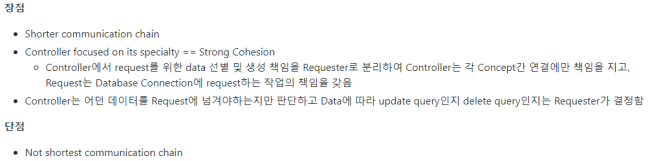 장점
Shorter communication chain
Controller focused on its specialty == Strong Cohesion
Controller에서 request를 위한 data 선별 및 생성 책임을 Requester로 분리하여 Controller는 각 Concept간 연결에만 책임을 지고,
Request는 Database Connection에 request하는 작업의 책임을 갖음
Controller는 어떤 데이터를 Request에 넘겨야하는지만 판단하고 Data에 따라 update query인지 delete query인지는 Requester가 결정함
단점
Not shortest communication chain